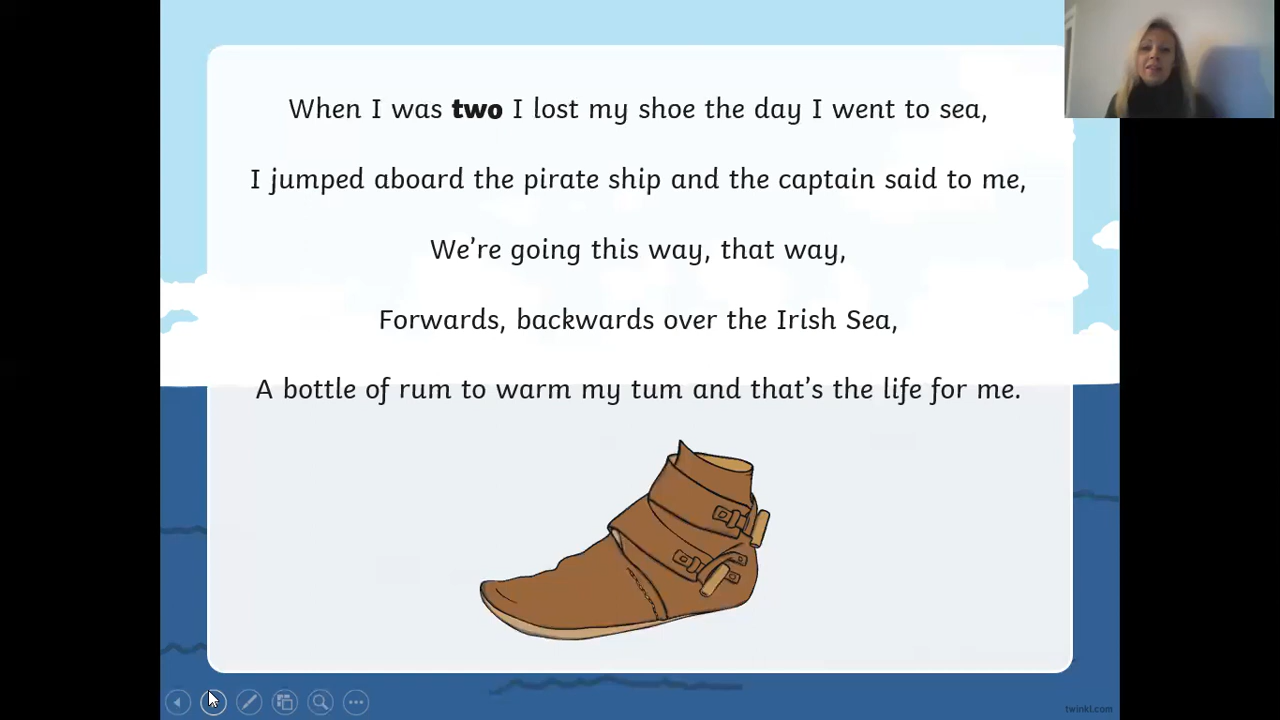 When I was two I lost my shoe the day I went to sea,
I jumped aboard the pirate ship and the captain said to me,
We're going this way, that way,
Forwards, backwards over the Irish Sea,
A bottle of rum to warm my tum and that's the life for me.
twinkl.com